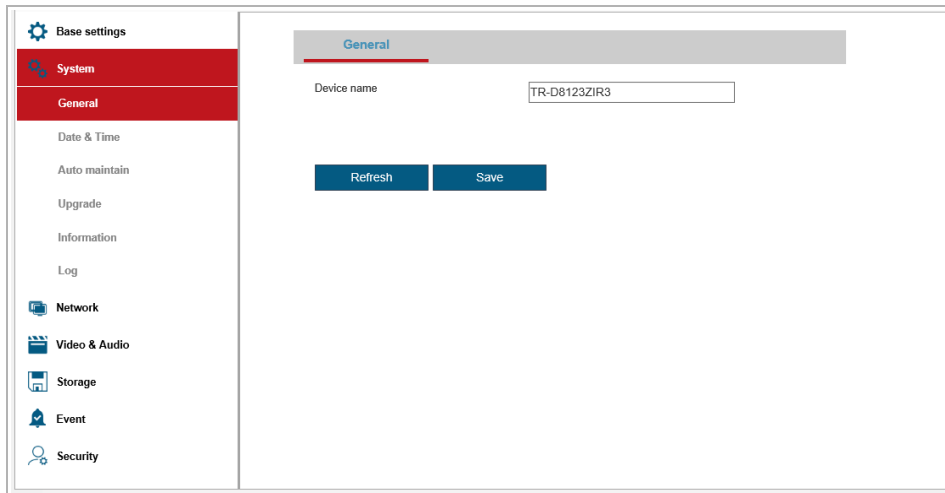 Base settings
System
General
Date & Time
Auto maintain
Upgrade
Information
Log
Network
Video & Audio
Storage
Event
Security
General
Device name
TR-D8123ZIR3
Refresh
Save